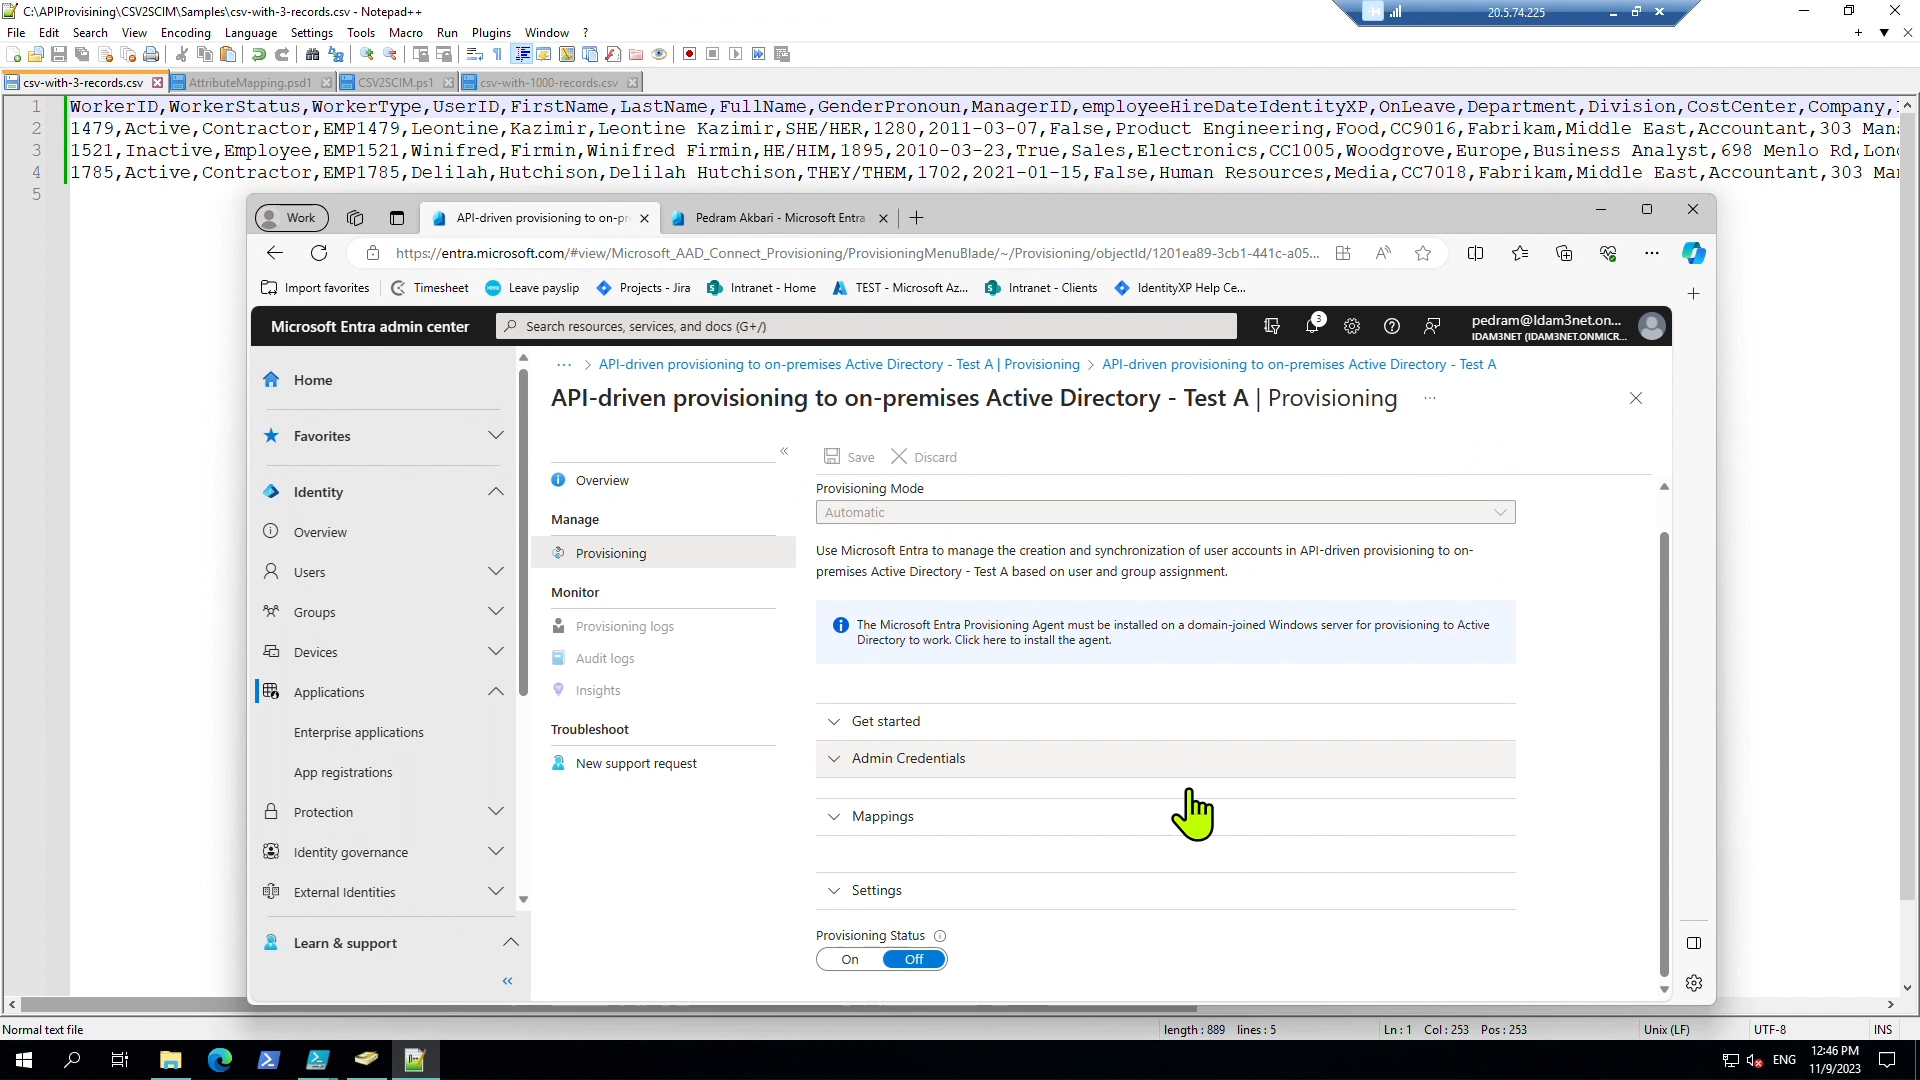 C:\APIProvisining\CSV2SCIM\Samples\csv-with-3-records.csv - Notepad++
20.5.74.225
File Edit Search View Encoding Language Settings Tools Macro Run Plugins Window ?
csv-with-3-records.csv AttributeMapping.psd1 CSV2SCIM.ps1 csv-with-1000-records.csv
1 WorkerID,WorkerStatus,WorkerType,UserID,FirstName,LastName,FullName,GenderPronoun,ManagerID,employeeHireDateIdentityXP,OnLeave,Department,Division,CostCenter,Company,
2 1479,Active,Contractor,EMP1479,Leontine,Kazimir,Leontine Kazimir,SHE/HER,1280,2011-03-07,False,Product Engineering,Food,CC9016,Fabrikam,Middle East,Accountant,303
3 1521,Inactive,Employee,EMP1521,Winifred,Firmin,Winifred Firmin,HE/HIM,1895,2010-03-23,True,Sales,Electronics,CC1005,Woodgrove,Europe,Business Analyst,698 Menlo Rd,
4 1785,Active,Contractor,EMP1785,Delilah,Hutchison,Delilah Hutchison,THEY/THEM,1702,2021-01-15,False,Human Resources,Media,CC7018,Fabrikam,Middle East,Accountant,303
5
Work API-driven provisioning to on-pr Pedram Akbari - Microsoft Entra
https://entra.microsoft.com/#view/Microsoft_AAD_Connect_Provisioning/ProvisioningMenuBlade/~/Provisioning/objectId/1201ea89-3cb1-441c-a05...
Import favorites Timesheet Leave payslip Projects - Jira Intranet - Home TEST - Microsoft Az... Intranet - Clients IdentityXP Help Ce...
Microsoft Entra admin center
Search resources, services, and docs (G+/)
3
pedram@Idam3net.on...
IDAM3NET (IDAM3NET.ONMICR...
Home
Favorites
Identity
Overview
Users
Groups
Devices
Applications
Enterprise applications
App registrations
Protection
Identity governance
External Identities
Learn & support
«
... > API-driven provisioning to on-premises Active Directory - Test A | Provisioning > API-driven provisioning to on-premises Active Directory - Test A
API-driven provisioning to on-premises Active Directory - Test A | Provisioning ...
«
Overview
Manage
Provisioning
Monitor
Provisioning logs
Audit logs
Insights
Troubleshoot
New support request
Save Discard
Provisioning Mode
Automatic
Use Microsoft Entra to manage the creation and synchronization of user accounts in API-driven provisioning to on-
premises Active Directory - Test A based on user and group assignment.
The Microsoft Entra Provisioning Agent must be installed on a domain-joined Windows server for provisioning to Active
Directory to work. Click here to install the agent.
Get started
Admin Credentials
Mappings
Settings
Provisioning Status
On Off
Normal text file length : 889 lines : 5 Ln : 1 Col : 253 Pos : 253 Unix (LF) UTF-8 INS
ENG
12:46 PM
11/9/2023